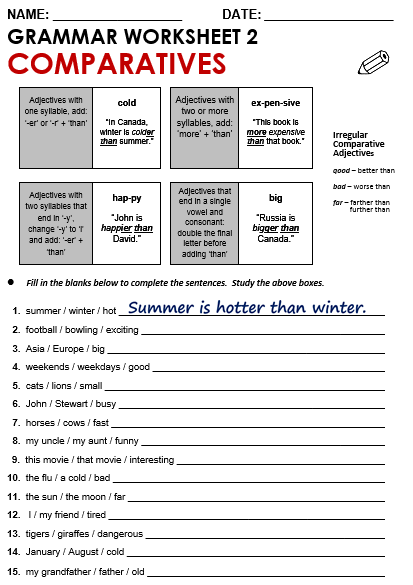 NAME: _______________ DATE: _______________
GRAMMAR WORKSHEET 2
COMPARATIVES
Adjectives with
one syllable, add:
'-er' or '-r' + 'than'
cold
"In Canada,
winter is colder
than summer."
Adjectives with
two or more
syllables, add:
'more' + 'than'
ex-pen-sive
"This book is
more expensive
than that book."
Irregular
Comparative
Adjectives
good – better than
bad – worse than
far – farther than
further than
Adjectives with
two syllables that
end in '-y',
change '-y' to 'i'
and add: '-er' +
'than'
hap-py
"John is
happier than
David."
Adjectives that
end in a single
vowel and
consonant:
double the final
letter before
adding 'than'
big
"Russia is
bigger than
Canada."
● Fill in the blanks below to complete the sentences. Study the above boxes.
1. summer / winter / hot Summer is hotter than winter.
2. football / bowling / exciting
3. Asia / Europe / big
4. weekends / weekdays / good
5. cats / lions / small
6. John / Stewart / busy
7. horses / cows / fast
8. my uncle / my aunt / funny
9. this movie / that movie / interesting
10. the flu / a cold / bad
11. the sun / the moon / far
12. I / my friend / tired
13. tigers / giraffes / dangerous
14. January / August / cold
15. my grandfather / father / old